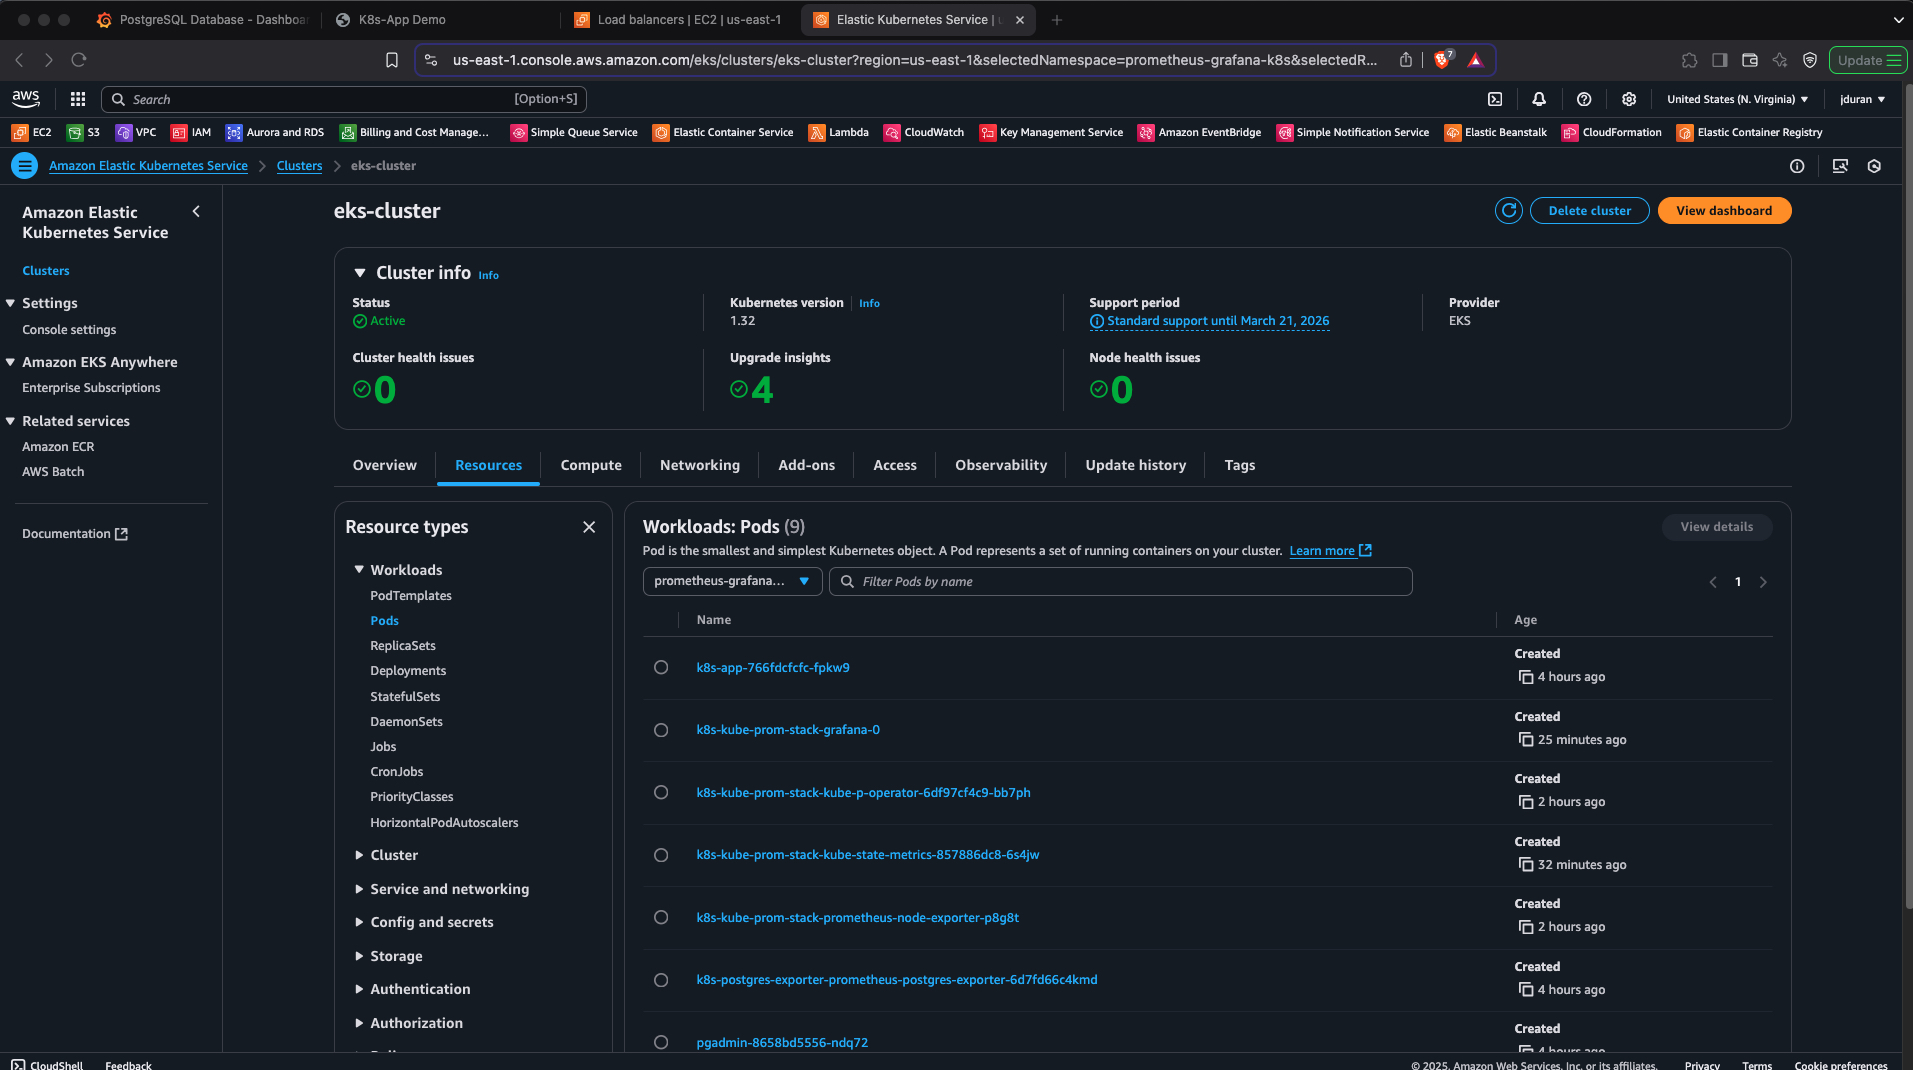 PostgreSQL Database - Dashboa
K8s-App Demo
Load balancers | EC2 | us-east-1
Elastic Kubernetes Service |
us-east-1.console.aws.amazon.com/eks/clusters/eks-cluster?region=us-east-1&selectedNamespace=prometheus-grafana-k8s&selectedR...
7
Update
aws
Search
[Option+S]
United States (N. Virginia)
jduran
EC2
S3
VPC
IAM
Aurora and RDS
Billing and Cost Manage...
Simple Queue Service
Elastic Container Service
Lambda
CloudWatch
Key Management Service
Amazon EventBridge
Simple Notification Service
Elastic Beanstalk
CloudFormation
Elastic Container Registry
Amazon Elastic Kubernetes Service
Clusters
eks-cluster
Amazon Elastic
Kubernetes Service
Clusters
Settings
Console settings
Amazon EKS Anywhere
Enterprise Subscriptions
Related services
Amazon ECR
AWS Batch
Documentation
eks-cluster
Delete cluster
View dashboard
Cluster info
Info
Status
Active
Kubernetes version
Info
1.32
Support period
Standard support until March 21, 2026
Provider
EKS
Cluster health issues
0
Upgrade insights
4
Node health issues
0
Overview
Resources
Compute
Networking
Add-ons
Access
Observability
Update history
Tags
Resource types
Workloads
PodTemplates
Pods
ReplicaSets
Deployments
StatefulSets
DaemonSets
Jobs
CronJobs
PriorityClasses
HorizontalPodAutoscalers
Cluster
Service and networking
Config and secrets
Storage
Authentication
Authorization
Workloads: Pods (9)
View details
Pod is the smallest and simplest Kubernetes object. A Pod represents a set of running containers on your cluster. Learn more
prometheus-grafana...
Filter Pods by name
1
Name
Age
k8s-app-766fdcfcfc-fpkw9
Created
4 hours ago
k8s-kube-prom-stack-grafana-0
Created
25 minutes ago
k8s-kube-prom-stack-kube-p-operator-6df97cf4c9-bb7ph
Created
2 hours ago
k8s-kube-prom-stack-kube-state-metrics-857886dc8-6s4jw
Created
32 minutes ago
k8s-kube-prom-stack-prometheus-node-exporter-p8g8t
Created
2 hours ago
k8s-postgres-exporter-prometheus-postgres-exporter-6d7fd66c4kmd
Created
4 hours ago
pgadmin-8658bd5556-ndq72
Created
4 hours ago
CloudShell
Feedback
© 2025, Amazon Web Services, Inc. or its affiliates.
Privacy
Terms
Cookie preferences